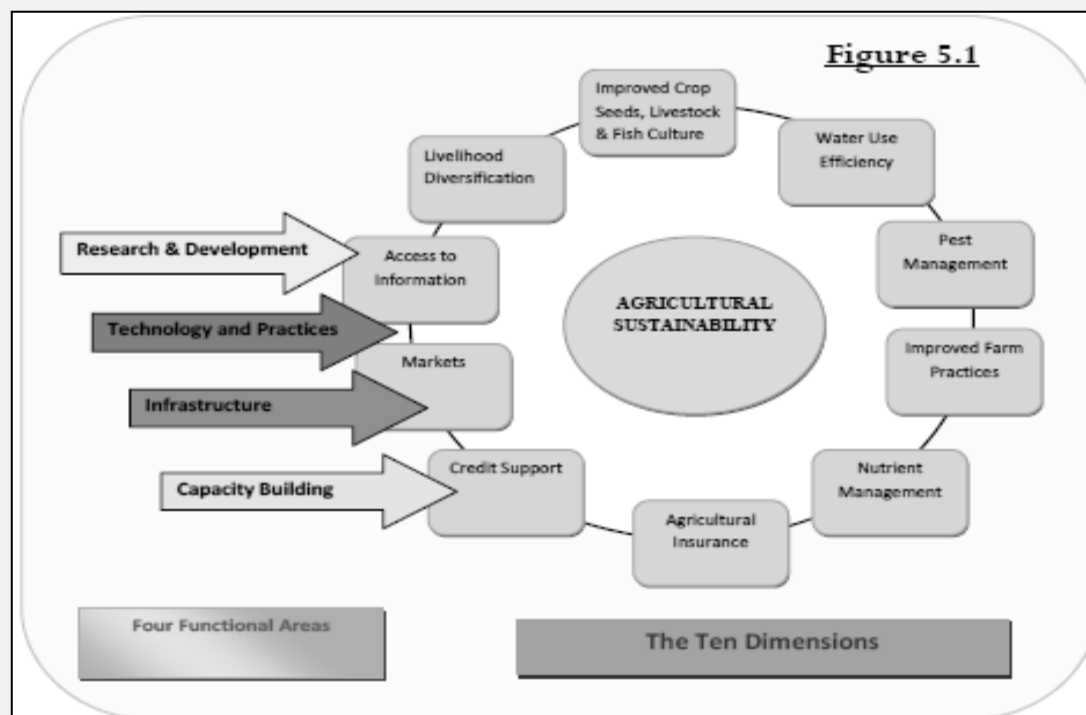 Figure 5.1
Improved Crop
Seeds, Livestock
& Fish Culture
Water Use
Efficiency
Livelihood
Diversification
Pest
Management
Research & Development
Access to
Information
AGRICULTURAL
SUSTAINABILITY
Technology and Practices
Improved Farm
Practices
Markets
Infrastructure
Credit Support
Nutrient
Management
Capacity Building
Agricultural
Insurance
Four Functional Areas
The Ten Dimensions